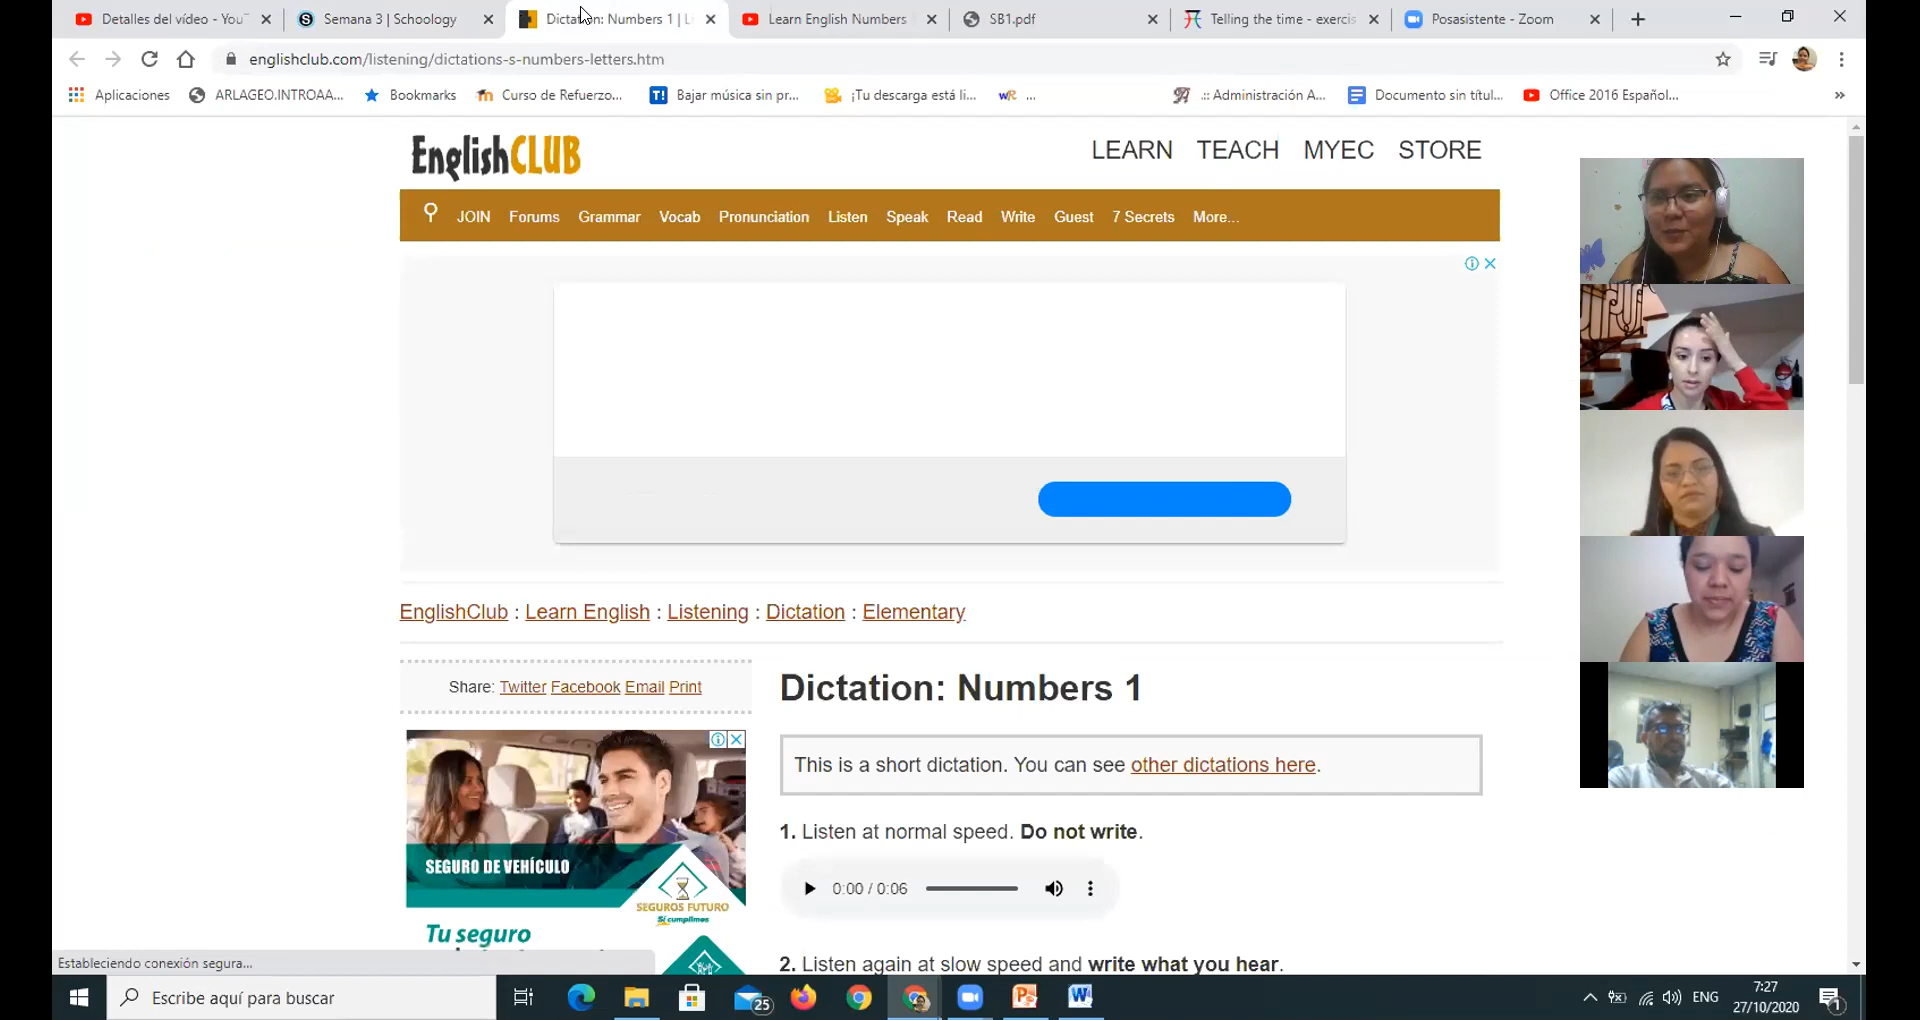 Detalles del vídeo - YouT
Semana 3 | Schoology
Dictation: Numbers 1 | L
Learn English Numbers
SB1.pdf
Telling the time - exercis
Posasistente - Zoom
englishclub.com/listening/dictations-s-numbers-letters.htm
Aplicaciones
ARLAGEO.INTROAA...
Bookmarks
Curso de Refuerzo...
T!
Bajar música sin pr...
¡Tu descarga está li...
wR
...
.:: Administración A...
Documento sin títul...
Office 2016 Español...
»
EnglishCLUB
LEARN TEACH MYEC STORE
JOIN Forums Grammar Vocab Pronunciation Listen Speak Read Write Guest 7 Secrets More...
EnglishClub : Learn English : Listening : Dictation : Elementary
Share: Twitter Facebook Email Print
Dictation: Numbers 1
This is a short dictation. You can see other dictations here.
1. Listen at normal speed. Do not write.
0:00 / 0:06
2. Listen again at slow speed and write what you hear.
SEGURO DE VEHÍCULO
SEGUROS FUTURO
Sí cumplimos
Tu seguro
Estableciendo conexión segura...
Escribe aquí para buscar
25
ENG
7:27
27/10/2020
1